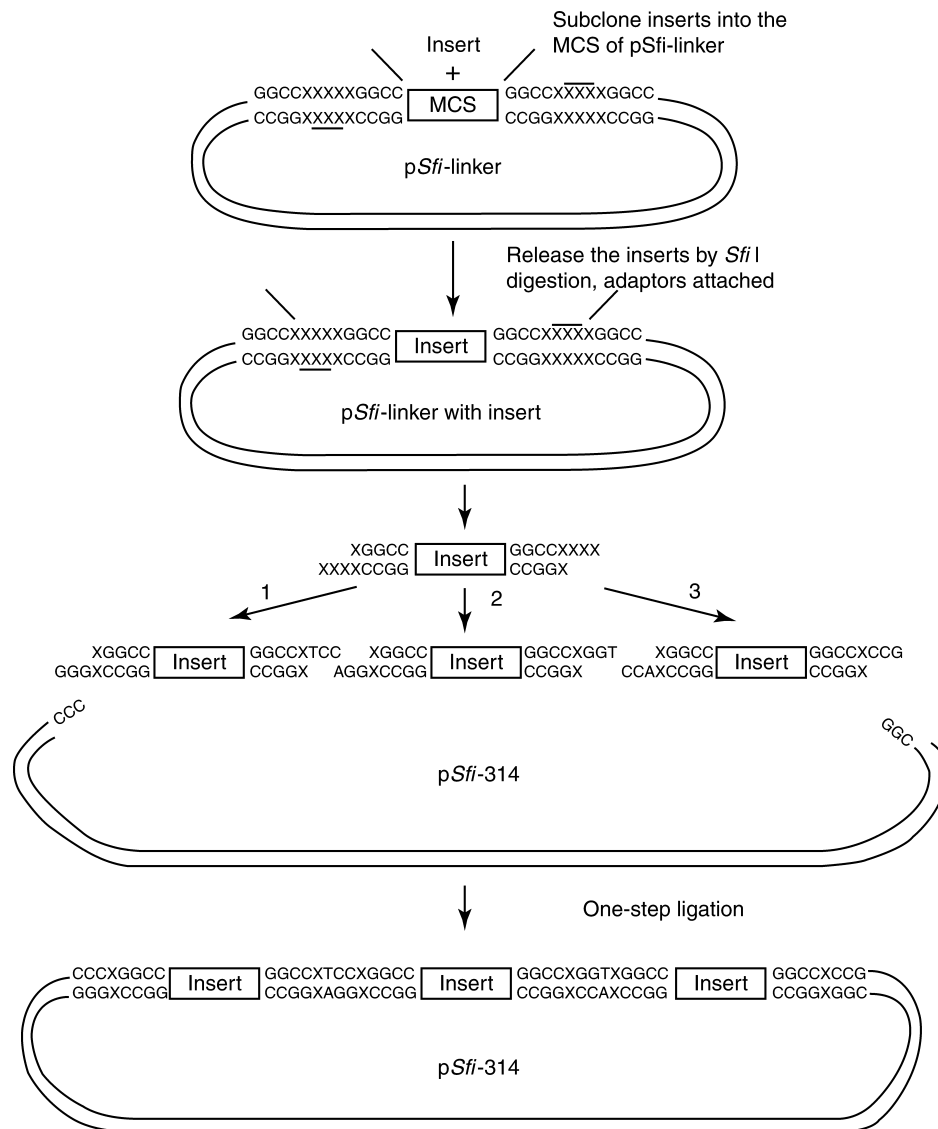 Subclone inserts into the
MCS of pSfi-linker
Insert
+
GGCCXXXXXGGCC MCS GGCCXXXXXGGCC
CCGGXXXXXCCGG CCGGXXXXXCCGG
pSfi-linker
Release the inserts by Sfi I
digestion, adaptors attached
GGCCXXXXXGGCC Insert GGCCXXXXXGGCC
CCGGXXXXXCCGG CCGGXXXXXCCGG
pSfi-linker with insert
XGGCC Insert GGCCXXXX
XXXXCCGG CCGGX
1 2 3
XGGCC Insert GGCCXTCC XGGCC Insert GGCCXGGT XGGCC Insert GGCCXCCG
GGGXCCGG CCGGX AGGXCCGG CCGGX CCAXCCGG CCGGX
CCC GGC
pSfi-314
One-step ligation
CCCXGGCC Insert GGCCXTCCXGGCC Insert GGCCXGGTXGGCC Insert GGCCXCCG
GGGXCCGG CCGGXAGGXCCGG CCGGXCCAXCCGG CCGGXGGC
pSfi-314